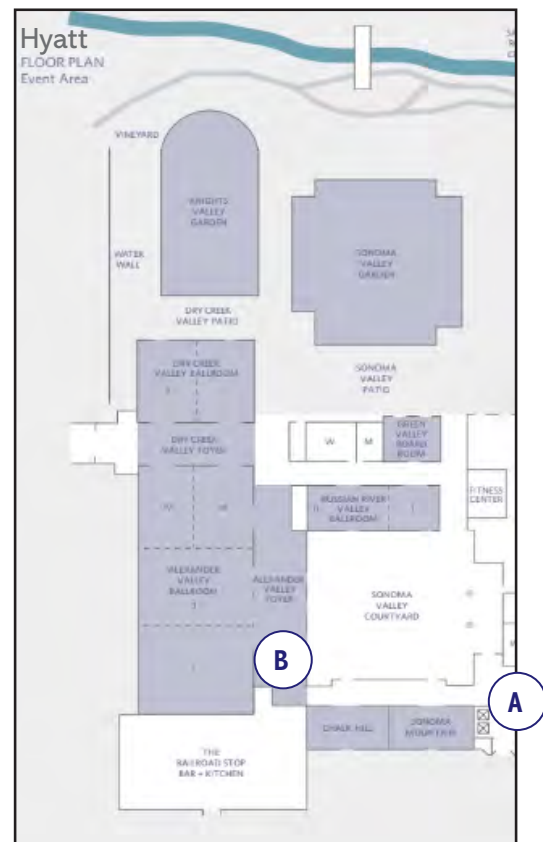 Hyatt
FLOOR PLAN
Event Area
VINEYARD
KNIGHTS
VALLEY
GARDEN
WATER
WALL
SONOMA
VALLEY
GARDEN
DRY CREEK
VALLEY PATIO
DRY CREEK
VALLEY BALLROOM
SONOMA
VALLEY
PATIO
DRY CREEK
VALLEY FOYER
W
M
GREEN
VALLEY
BOARD
ROOM
FITNESS
CENTER
RUSSIAN RIVER
VALLEY
BALLROOM
II
I
ALEXANDER
VALLEY
BALLROOM
ALEXANDER
VALLEY
FOYER
SONOMA
VALLEY
COURTYARD
B
A
CHALK HILL
SONOMA
MOUNTAIN
THE
RAILROAD STOP
BAR + KITCHEN